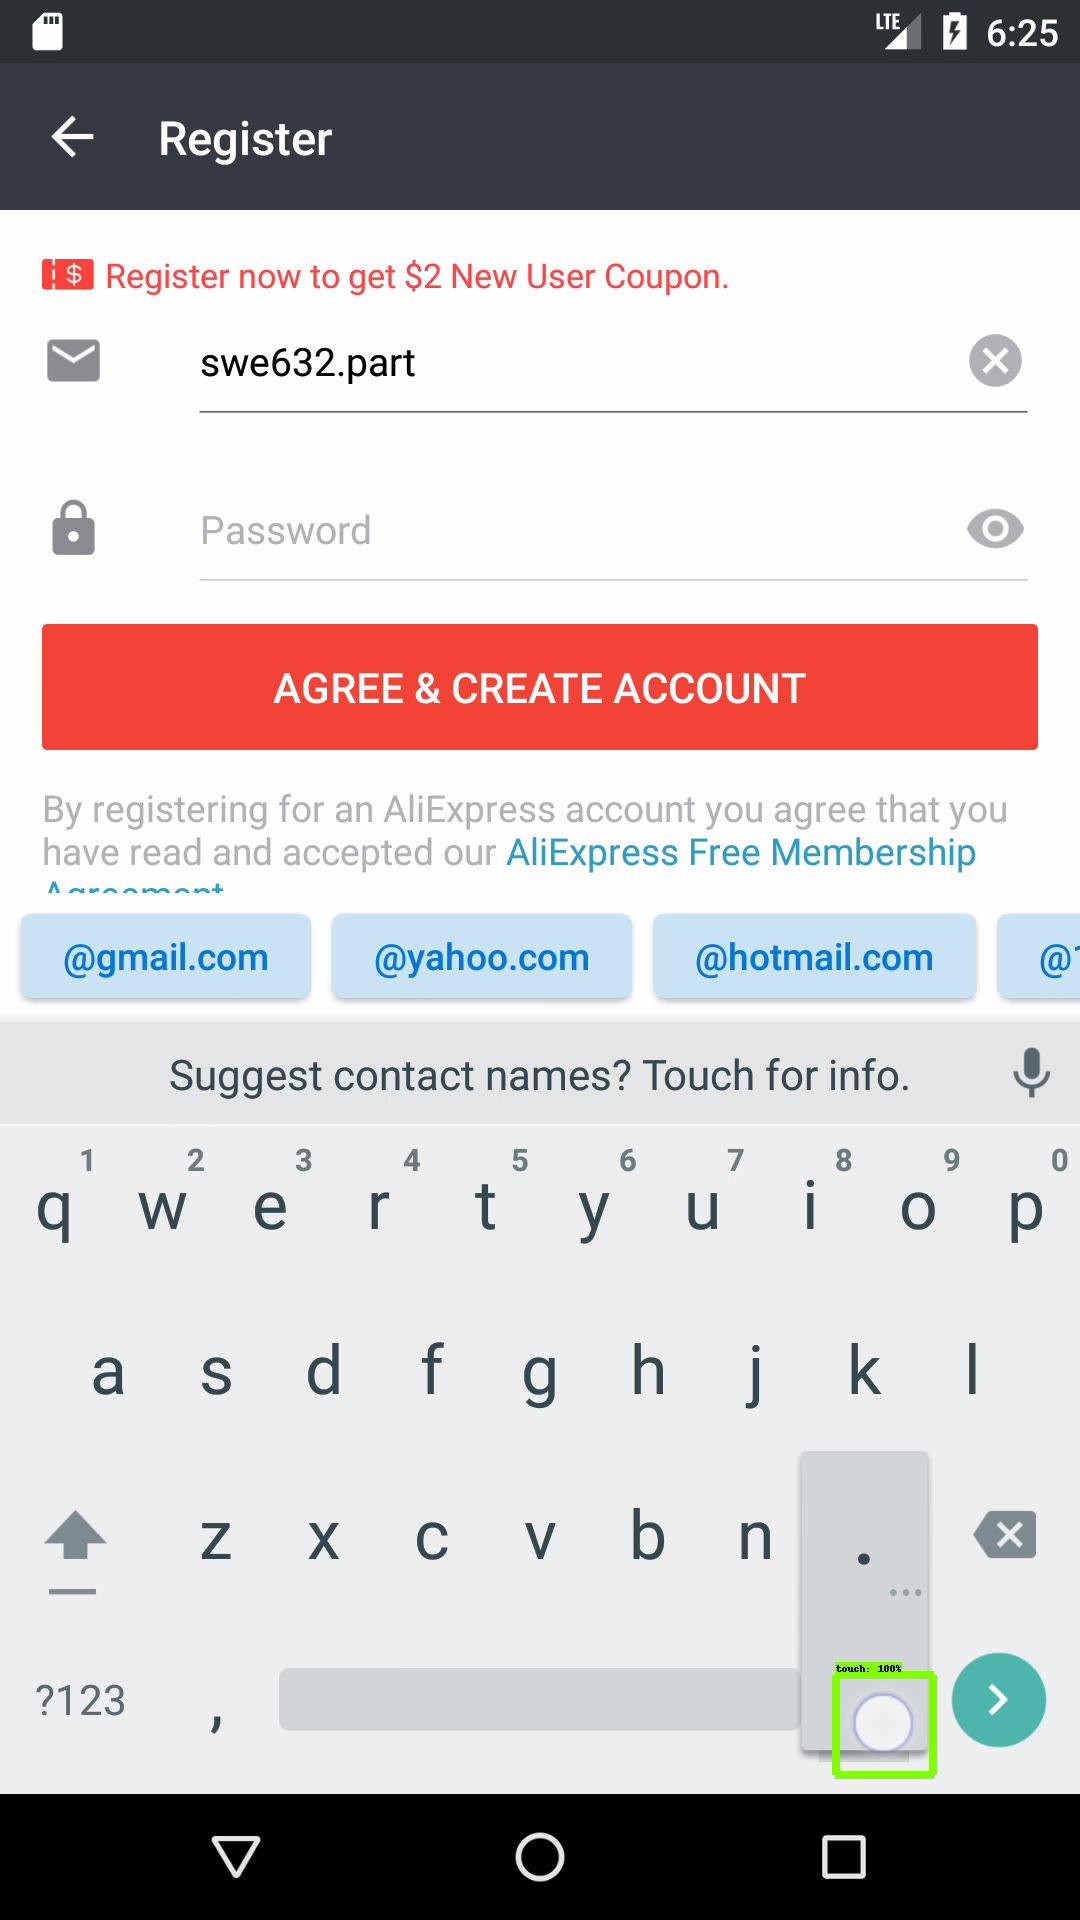 LTE 6:25
Register
$ Register now to get $2 New User Coupon.
swe632.part
Password
AGREE & CREATE ACCOUNT
By registering for an AliExpress account you agree that you
have read and accepted our AliExpress Free Membership
Agreement
@gmail.com @yahoo.com @hotmail.com @1
Suggest contact names? Touch for info.
1 2 3 4 5 6 7 8 9 0
q w e r t y u i o p
a s d f g h j k l
z x c v b n .
touch: 100%
?123 ,